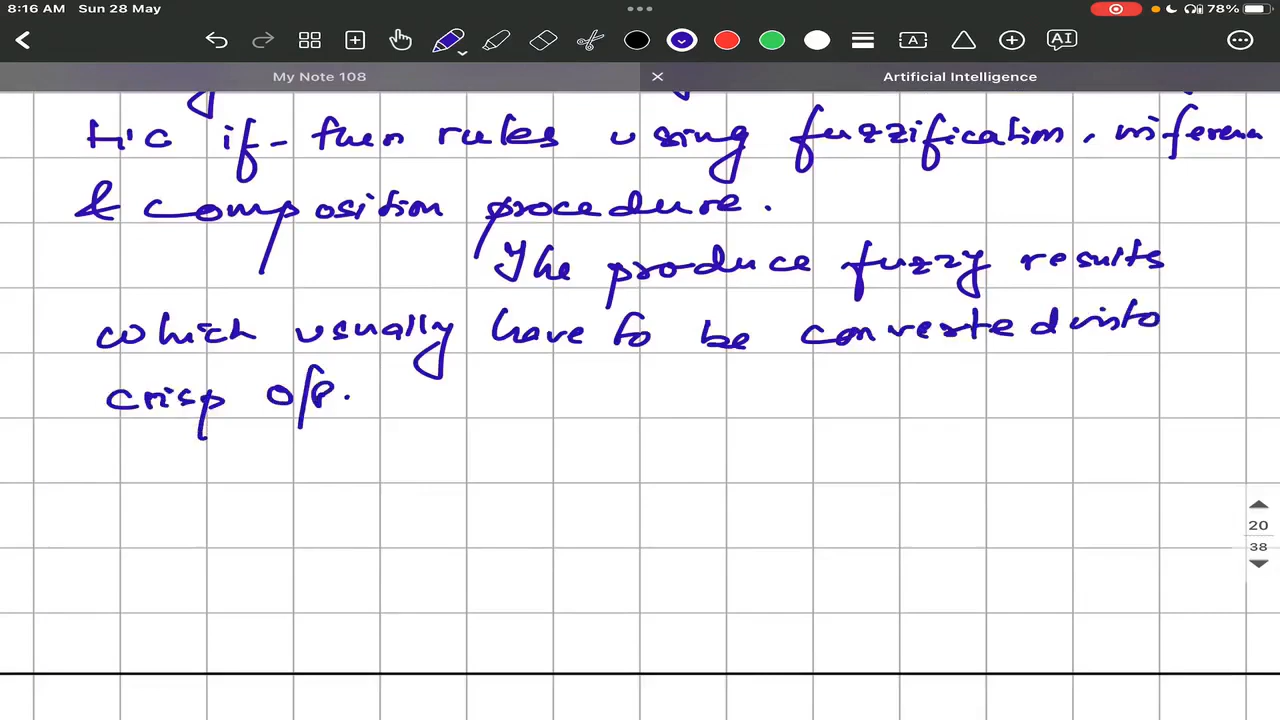 8:16 AM Sun 28 May
78%
My Note 108
Artificial Intelligence
if - then rules using fuzzification, inferen
& composition procedure.
The produce fuzzy results
which usually have to be converted into
crisp O/P.
20
38